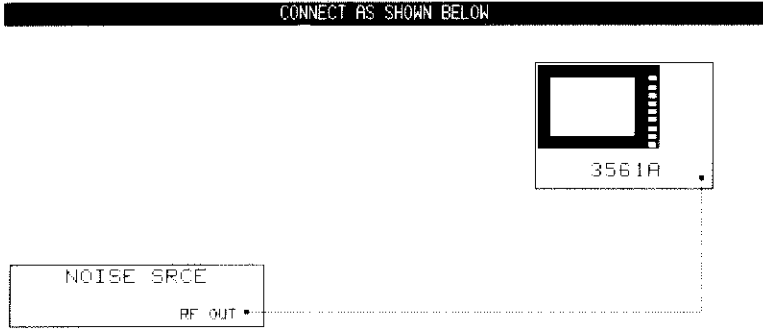 CONNECT AS SHOWN BELOW
3561A
NOISE SRCE
RF OUT